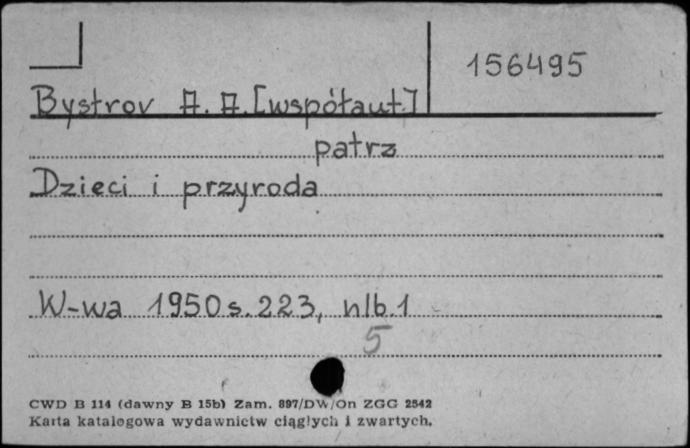 156495
Bystrov A. A. [współaut.]
patrz
Dzieci i przyroda
W-wa 1950 s. 223, nlb. 1
5
CWD B 114 (dawny B 15b) Zam. 897/DW/On ZGG 2542
Karta katalogowa wydawnictw ciągłych i zwartych.